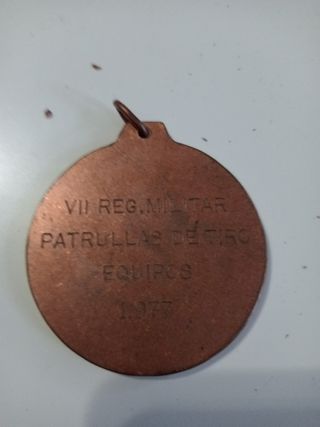 VII REG.MILITAR
PATRULLAS DE TIRO
EQUIPOS
1.977